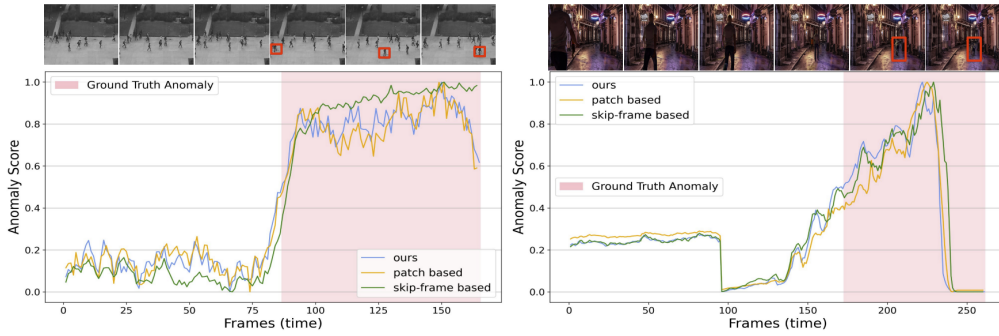 Ground Truth Anomaly
1.0
0.8
0.6
0.4
0.2
0.0
Anomaly Score
ours
patch based
skip-frame based
0 25 50 75 100 125 150
Frames (time)
ours
patch based
skip-frame based
Ground Truth Anomaly
1.0
0.8
0.6
0.4
0.2
0.0
Anomaly Score
0 50 100 150 200 250
Frames (time)